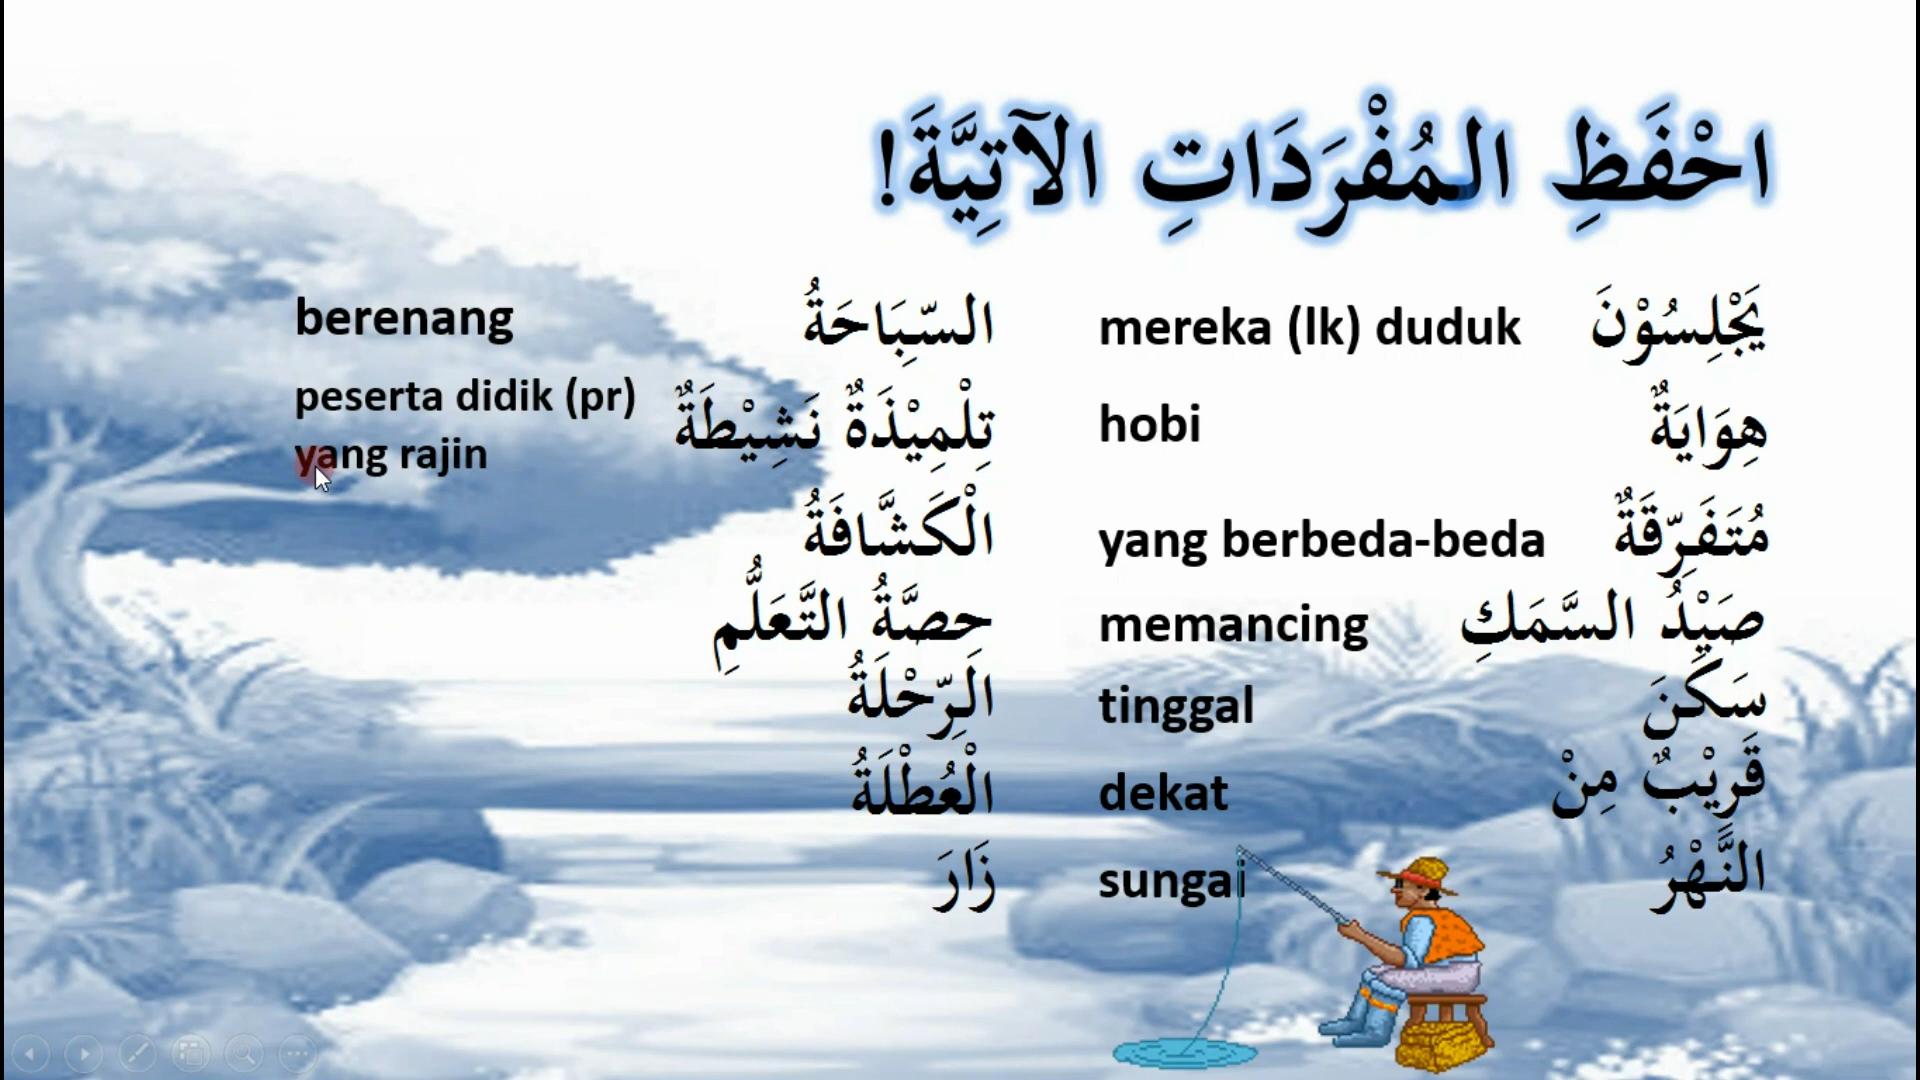 احْفَظِ المُفْرَدَاتِ الآتِيَّةَ!
يَجْلِسُوْنَ mereka (lk) duduk
هِوَايَةٌ hobi
مُتَفَرِّقَةٌ yang berbeda-beda
صَيْدُ السَّمَكِ memancing
سَكَنَ tinggal
قَرِيْبٌ مِنْ dekat
النَّهْرُ sungai
السِّبَاحَةُ berenang
تِلْمِيْذَةٌ نَشِيْطَةٌ peserta didik (pr)
yang rajin
الْكَشَّافَةُ
حِصَّةُ التَّعَلُّمِ
الرِّحْلَةُ
الْعُطْلَةُ
زَارَ